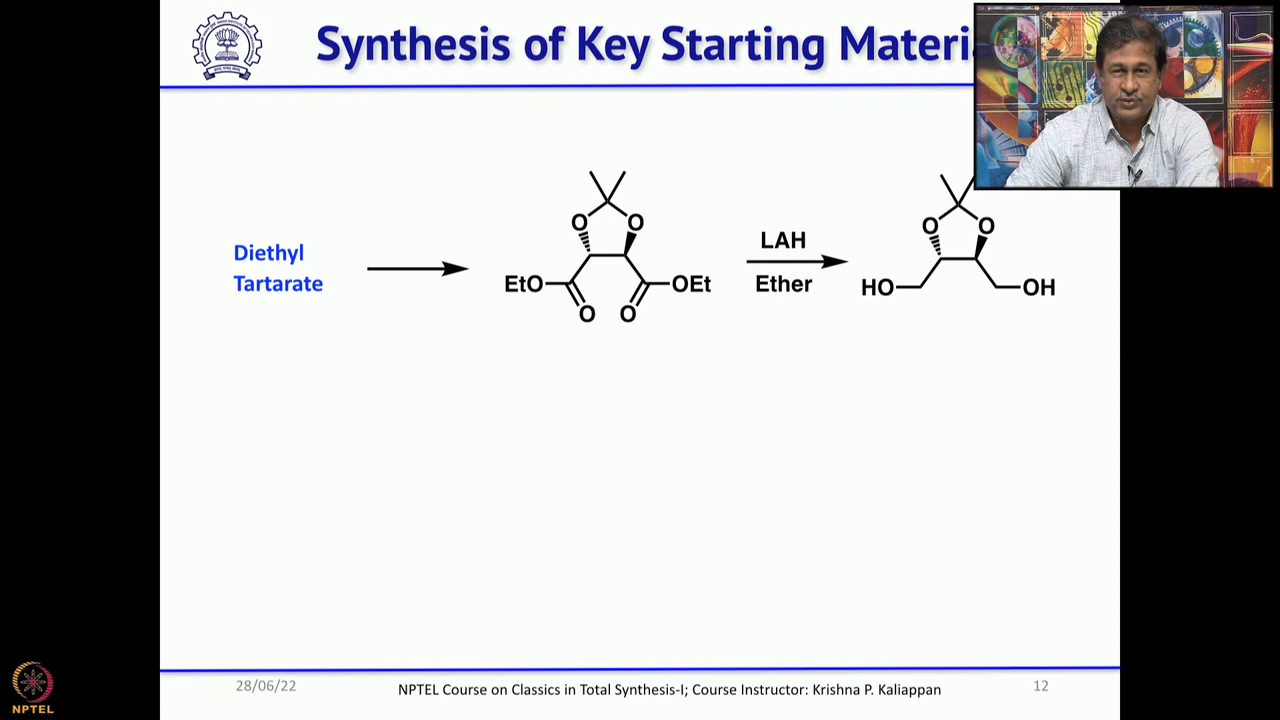 Synthesis of Key Starting Materia
Diethyl
Tartarate
O O
EtO OEt
O O
LAH
Ether
O O
HO OH
28/06/22
NPTEL Course on Classics in Total Synthesis-I; Course Instructor: Krishna P. Kaliappan
12
NPTEL